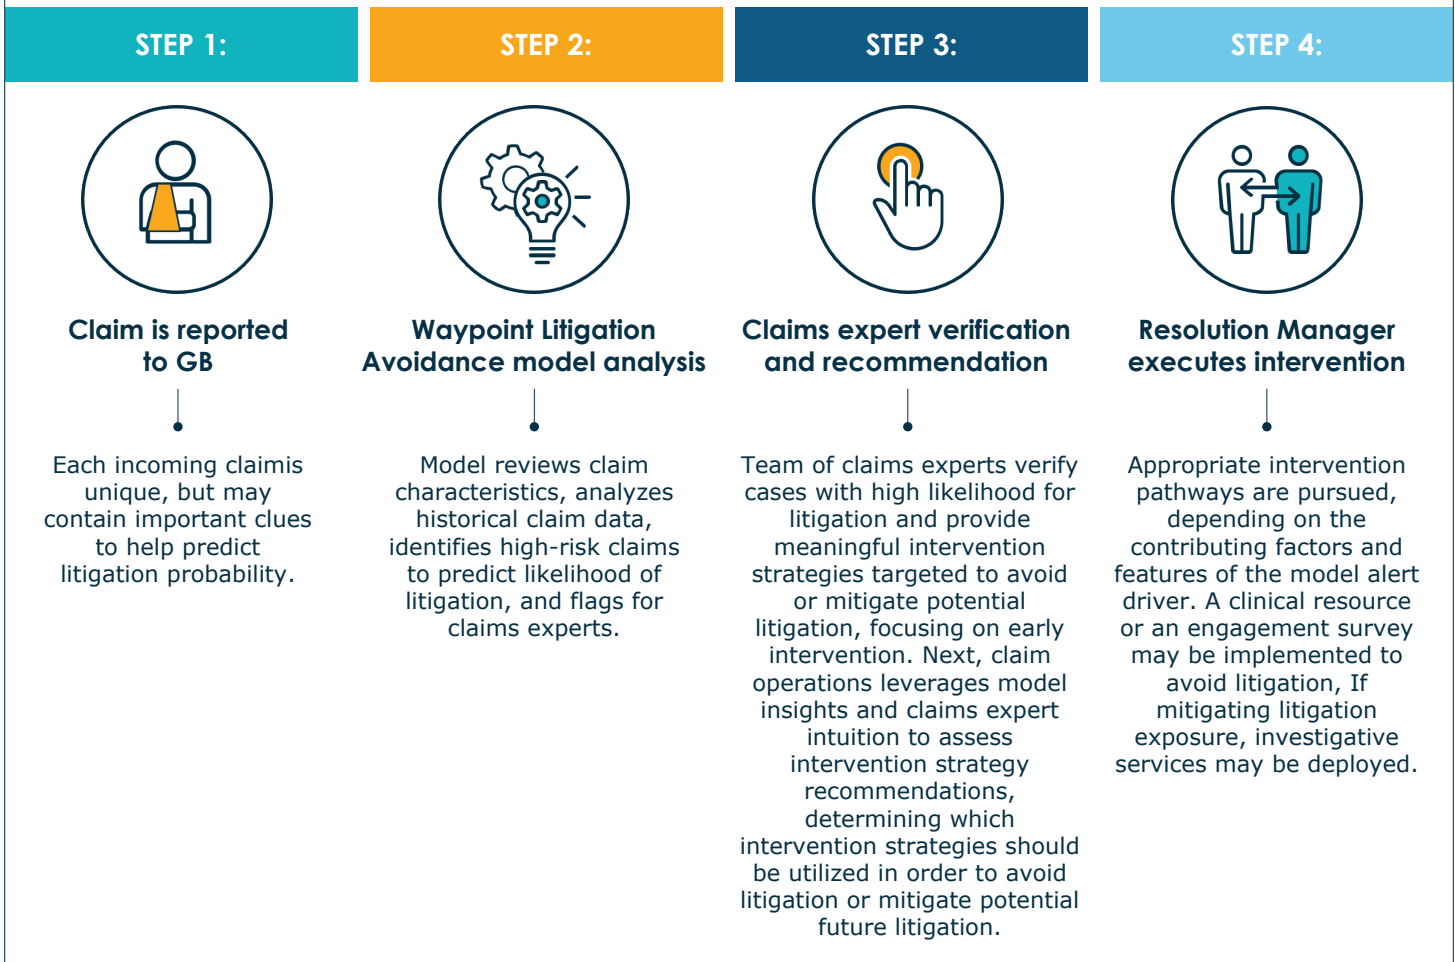 STEP 1:
Claim is reported
to GB
Each incoming claimis
unique, but may
contain important clues
to help predict
litigation probability.
STEP 2:
Waypoint Litigation
Avoidance model analysis
Model reviews claim
characteristics, analyzes
historical claim data,
identifies high-risk claims
to predict likelihood of
litigation, and flags for
claims experts.
STEP 3:
Claims expert verification
and recommendation
Team of claims experts verify
cases with high likelihood for
litigation and provide
meaningful intervention
strategies targeted to avoid
or mitigate potential
litigation, focusing on early
intervention. Next, claim
operations leverages model
insights and claims expert
intuition to assess
intervention strategy
recommendations,
determining which
intervention strategies should
be utilized in order to avoid
litigation or mitigate potential
future litigation.
STEP 4:
Resolution Manager
executes intervention
Appropriate intervention
pathways are pursued,
depending on the
contributing factors and
features of the model alert
driver. A clinical resource
or an engagement survey
may be implemented to
avoid litigation, If
mitigating litigation
exposure, investigative
services may be deployed.